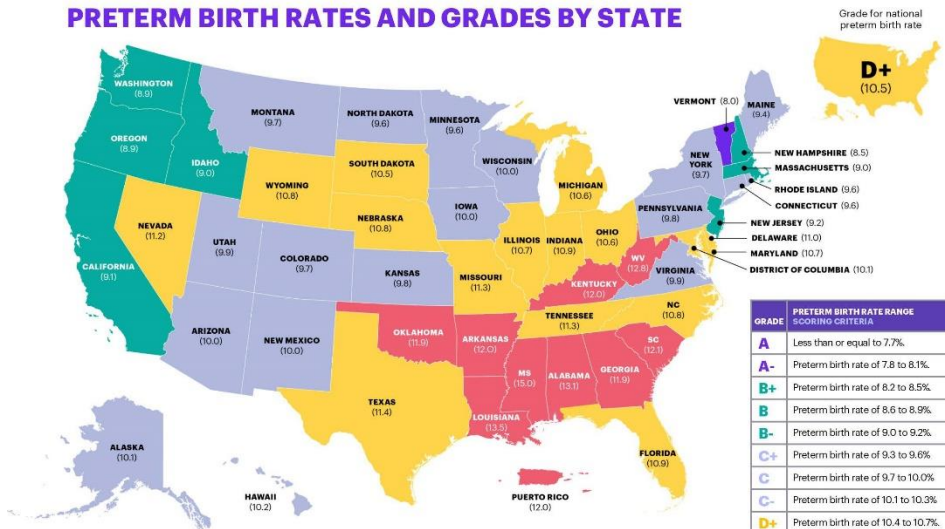 PRETERM BIRTH RATES AND GRADES BY STATE
Grade for national
preterm birth rate
D+
(10.5)
WASHINGTON
(8.9)
OREGON
(8.9)
IDAHO
(9.0)
MONTANA
(9.7)
NORTH DAKOTA
(9.6)
MINNESOTA
(9.6)
WISCONSIN
(10.0)
SOUTH DAKOTA
(10.5)
WYOMING
(10.8)
NEBRASKA
(10.8)
IOWA
(10.0)
MICHIGAN
(10.6)
NEVADA
(11.2)
UTAH
(9.9)
COLORADO
(9.7)
KANSAS
(9.8)
MISSOURI
(11.3)
ILLINOIS
(10.7)
INDIANA
(10.9)
OHIO
(10.6)
CALIFORNIA
(9.1)
ARIZONA
(10.0)
NEW MEXICO
(10.0)
OKLAHOMA
(11.9)
ARKANSAS
(12.0)
KENTUCKY
(12.0)
WV
(12.8)
VIRGINIA
(9.9)
TENNESSEE
(11.3)
NC
(10.8)
SC
(12.1)
TEXAS
(11.4)
LOUISIANA
(13.5)
MS
(15.0)
ALABAMA
(13.1)
GEORGIA
(11.9)
FLORIDA
(10.9)
ALASKA
(10.1)
HAWAII
(10.2)
PUERTO RICO
(12.0)
PENNSYLVANIA
(9.8)
NEW
YORK
(9.7)
VERMONT (8.0)
MAINE
(9.4)
NEW HAMPSHIRE (8.5)
MASSACHUSETTS (9.0)
RHODE ISLAND (9.6)
CONNECTICUT (9.6)
NEW JERSEY (9.2)
DELAWARE (11.0)
MARYLAND (10.7)
DISTRICT OF COLUMBIA (10.1)
GRADE PRETERM BIRTH RATE RANGE
SCORING CRITERIA
A Less than or equal to 7.7%.
A- Preterm birth rate of 7.8 to 8.1%.
B+ Preterm birth rate of 8.2 to 8.5%.
B Preterm birth rate of 8.6 to 8.9%.
B- Preterm birth rate of 9.0 to 9.2%.
C+ Preterm birth rate of 9.3 to 9.6%.
C Preterm birth rate of 9.7 to 10.0%
C- Preterm birth rate of 10.1 to 10.3%
D+ Preterm birth rate of 10.4 to 10.7%.